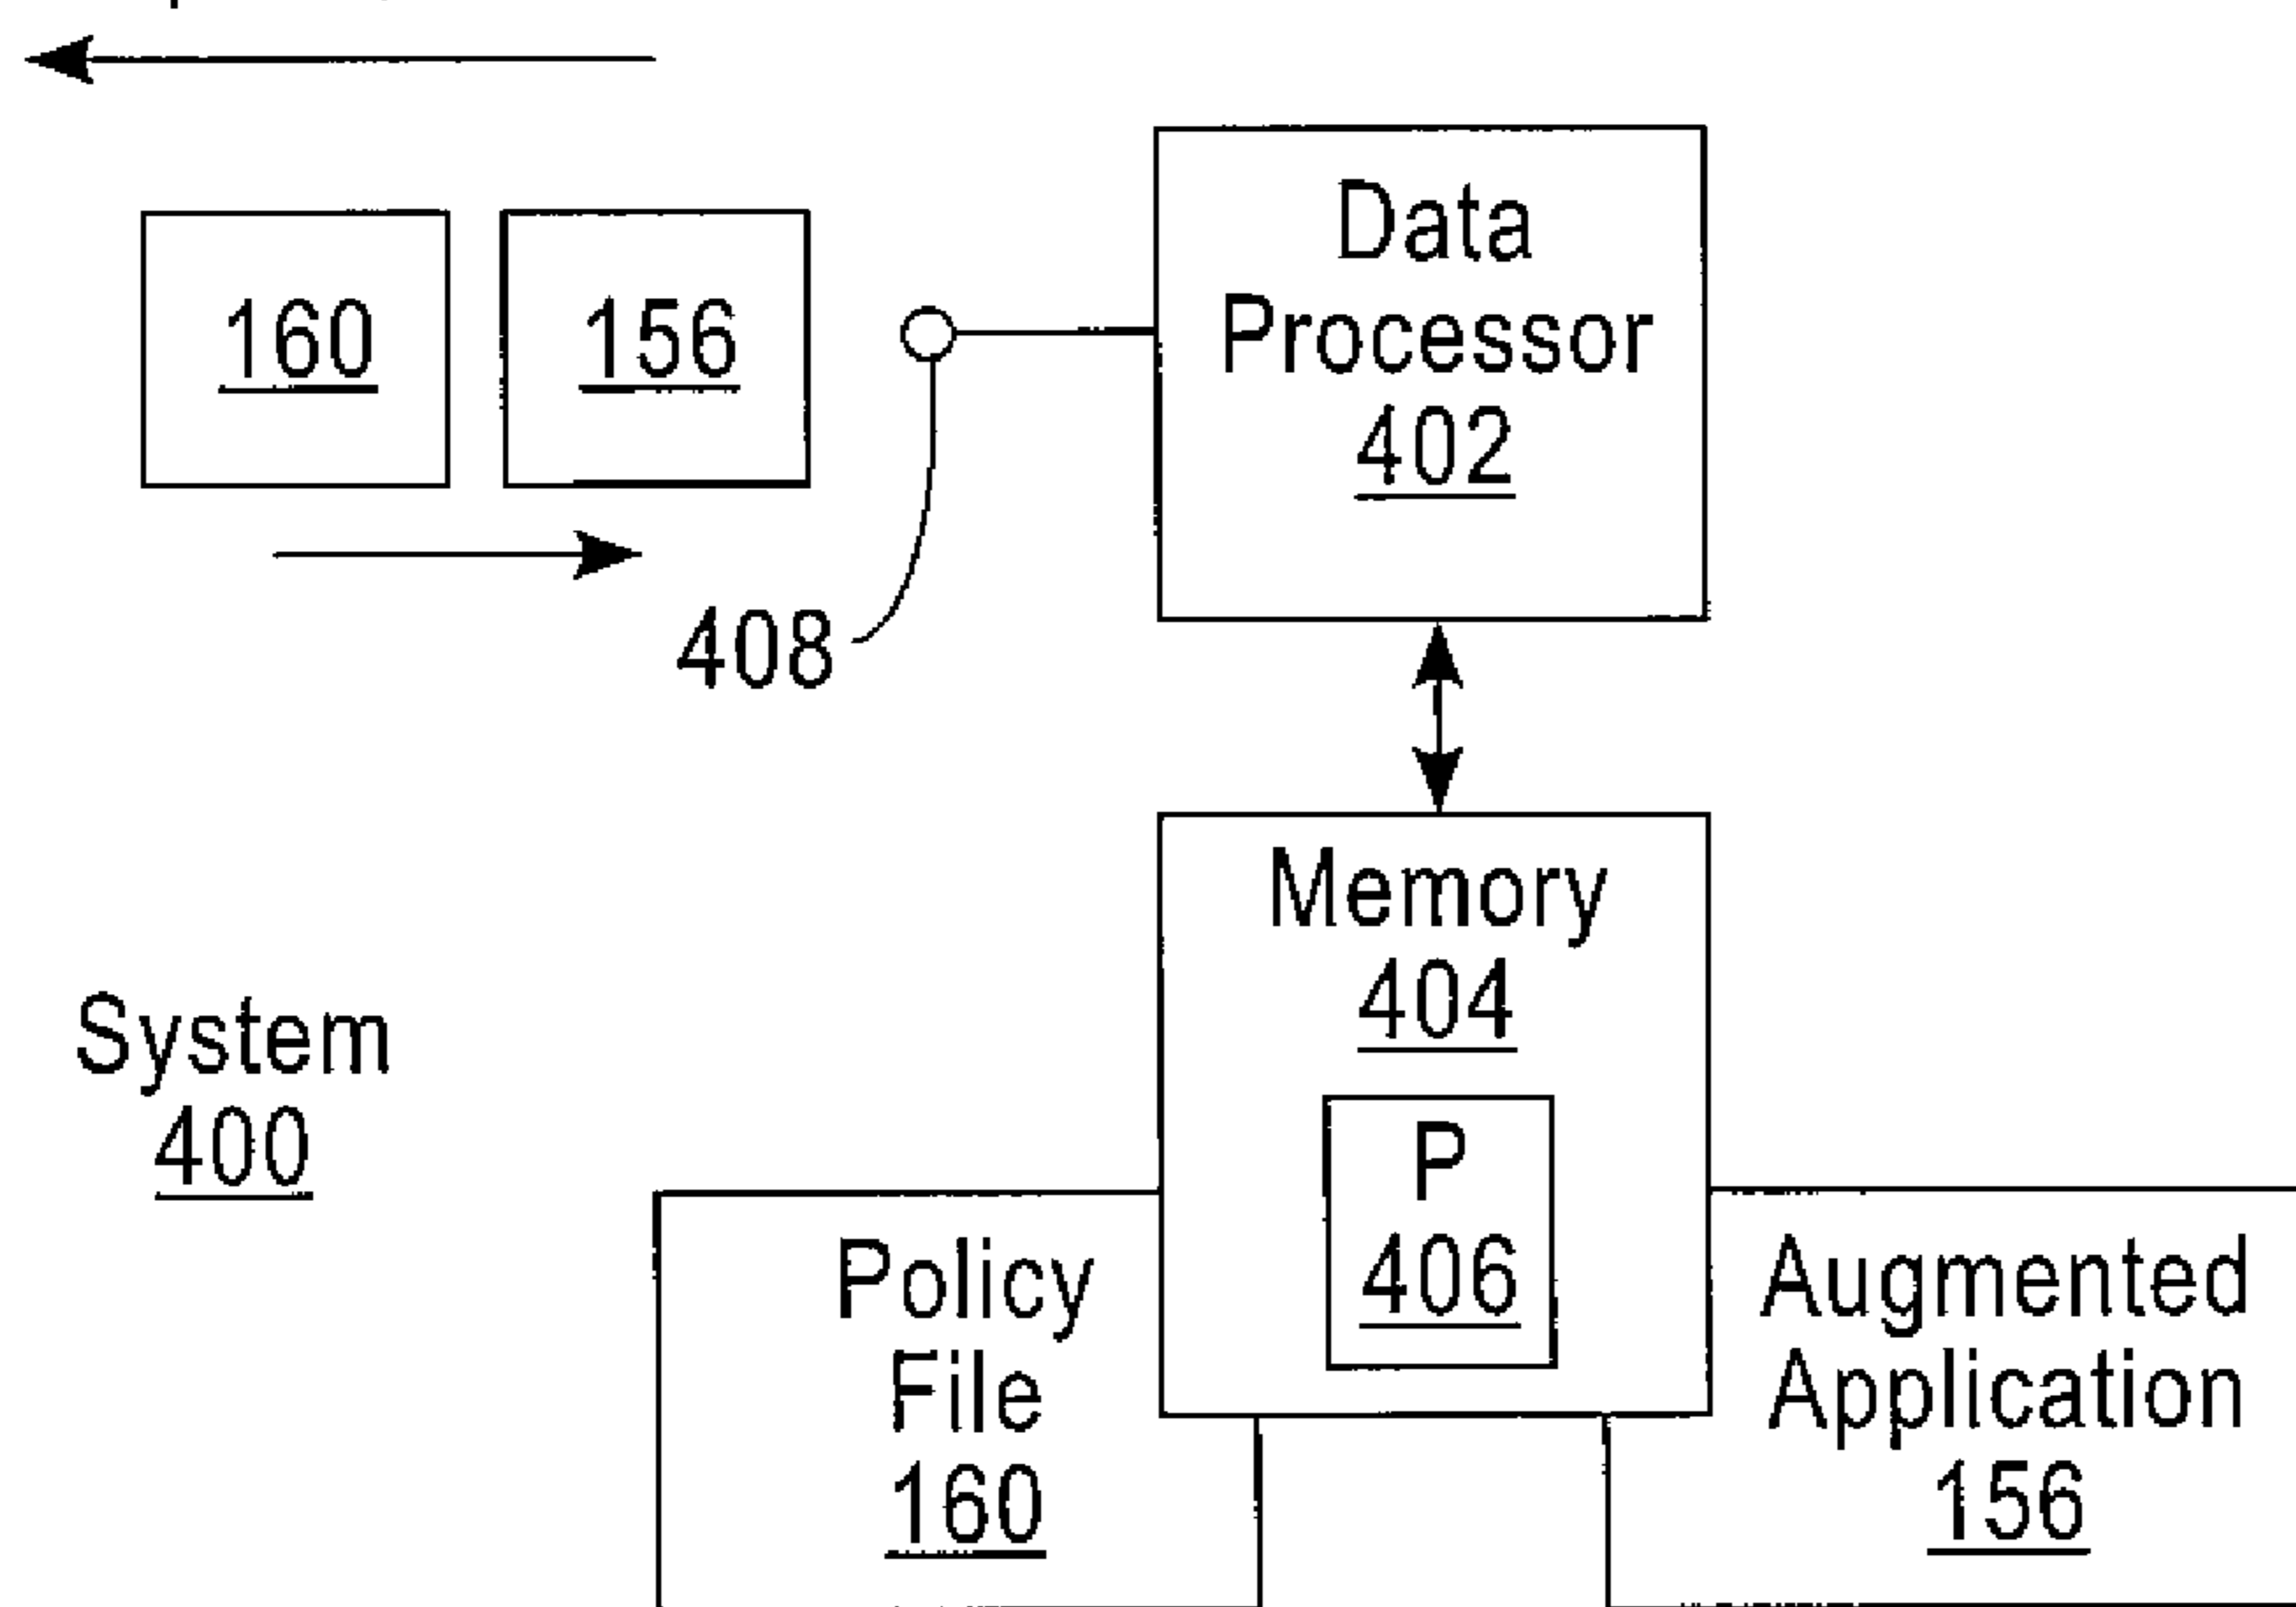 160
156
Data
Processor
402
408
Memory
404
System
400
P
406
Policy
File
160
Augmented
Application
156